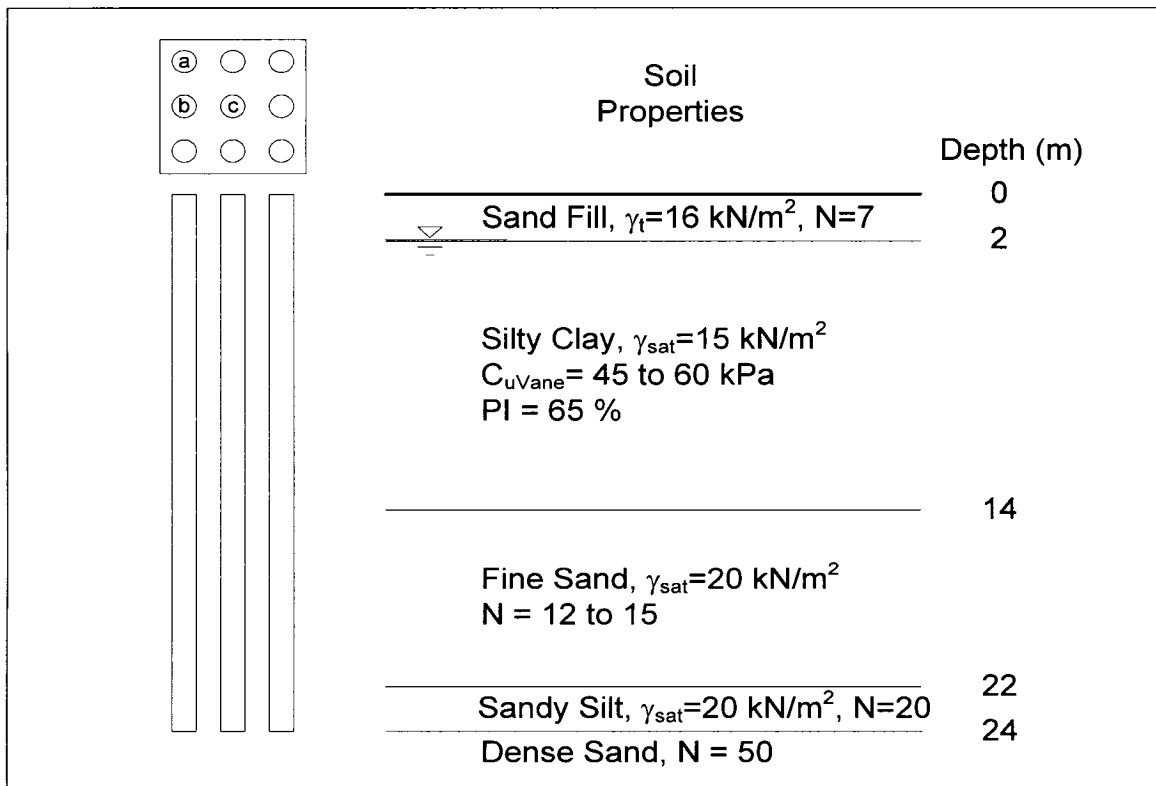 a
b c
Soil
Properties
Depth (m)
0
Sand Fill, γt=16 kN/m², N=7
2
Silty Clay, γsat=15 kN/m²
CuVane= 45 to 60 kPa
PI = 65 %
14
Fine Sand, γsat=20 kN/m²
N = 12 to 15
22
Sandy Silt, γsat=20 kN/m², N=20
24
Dense Sand, N = 50